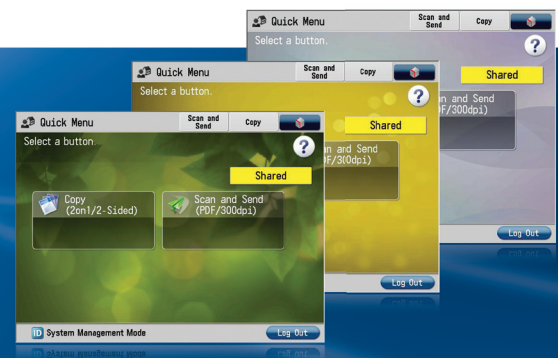 Quick Menu
Scan and
Send
Copy
Select a button.
?
Shared
an and Send
F/300dpi)
Log Out
Quick Menu
Scan and
Send
Copy
Select a button.
?
Shared
an and Send
F/300dpi)
Log Out
Quick Menu
Scan and
Send
Copy
Select a button.
?
Shared
Copy
(2on1/2-Sided)
Scan and Send
(PDF/300dpi)
iD System Management Mode
Log Out